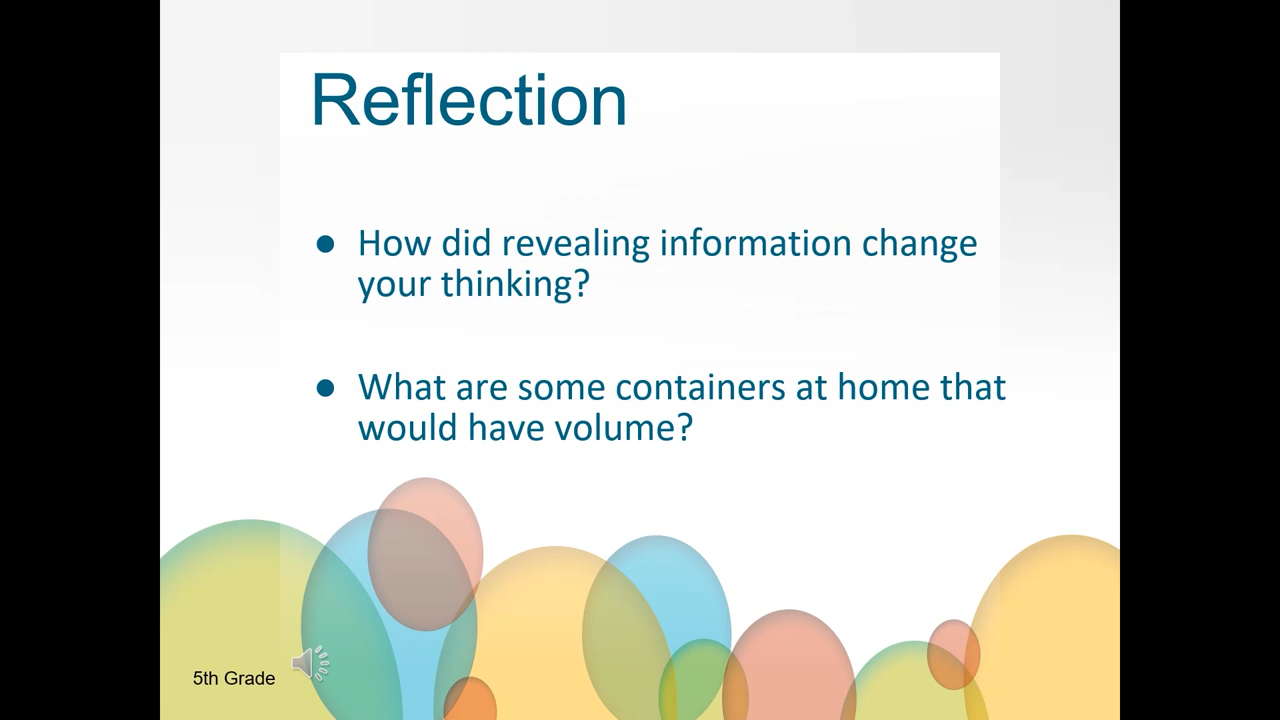 Reflection
● How did revealing information change
your thinking?
● What are some containers at home that
would have volume?
5th Grade